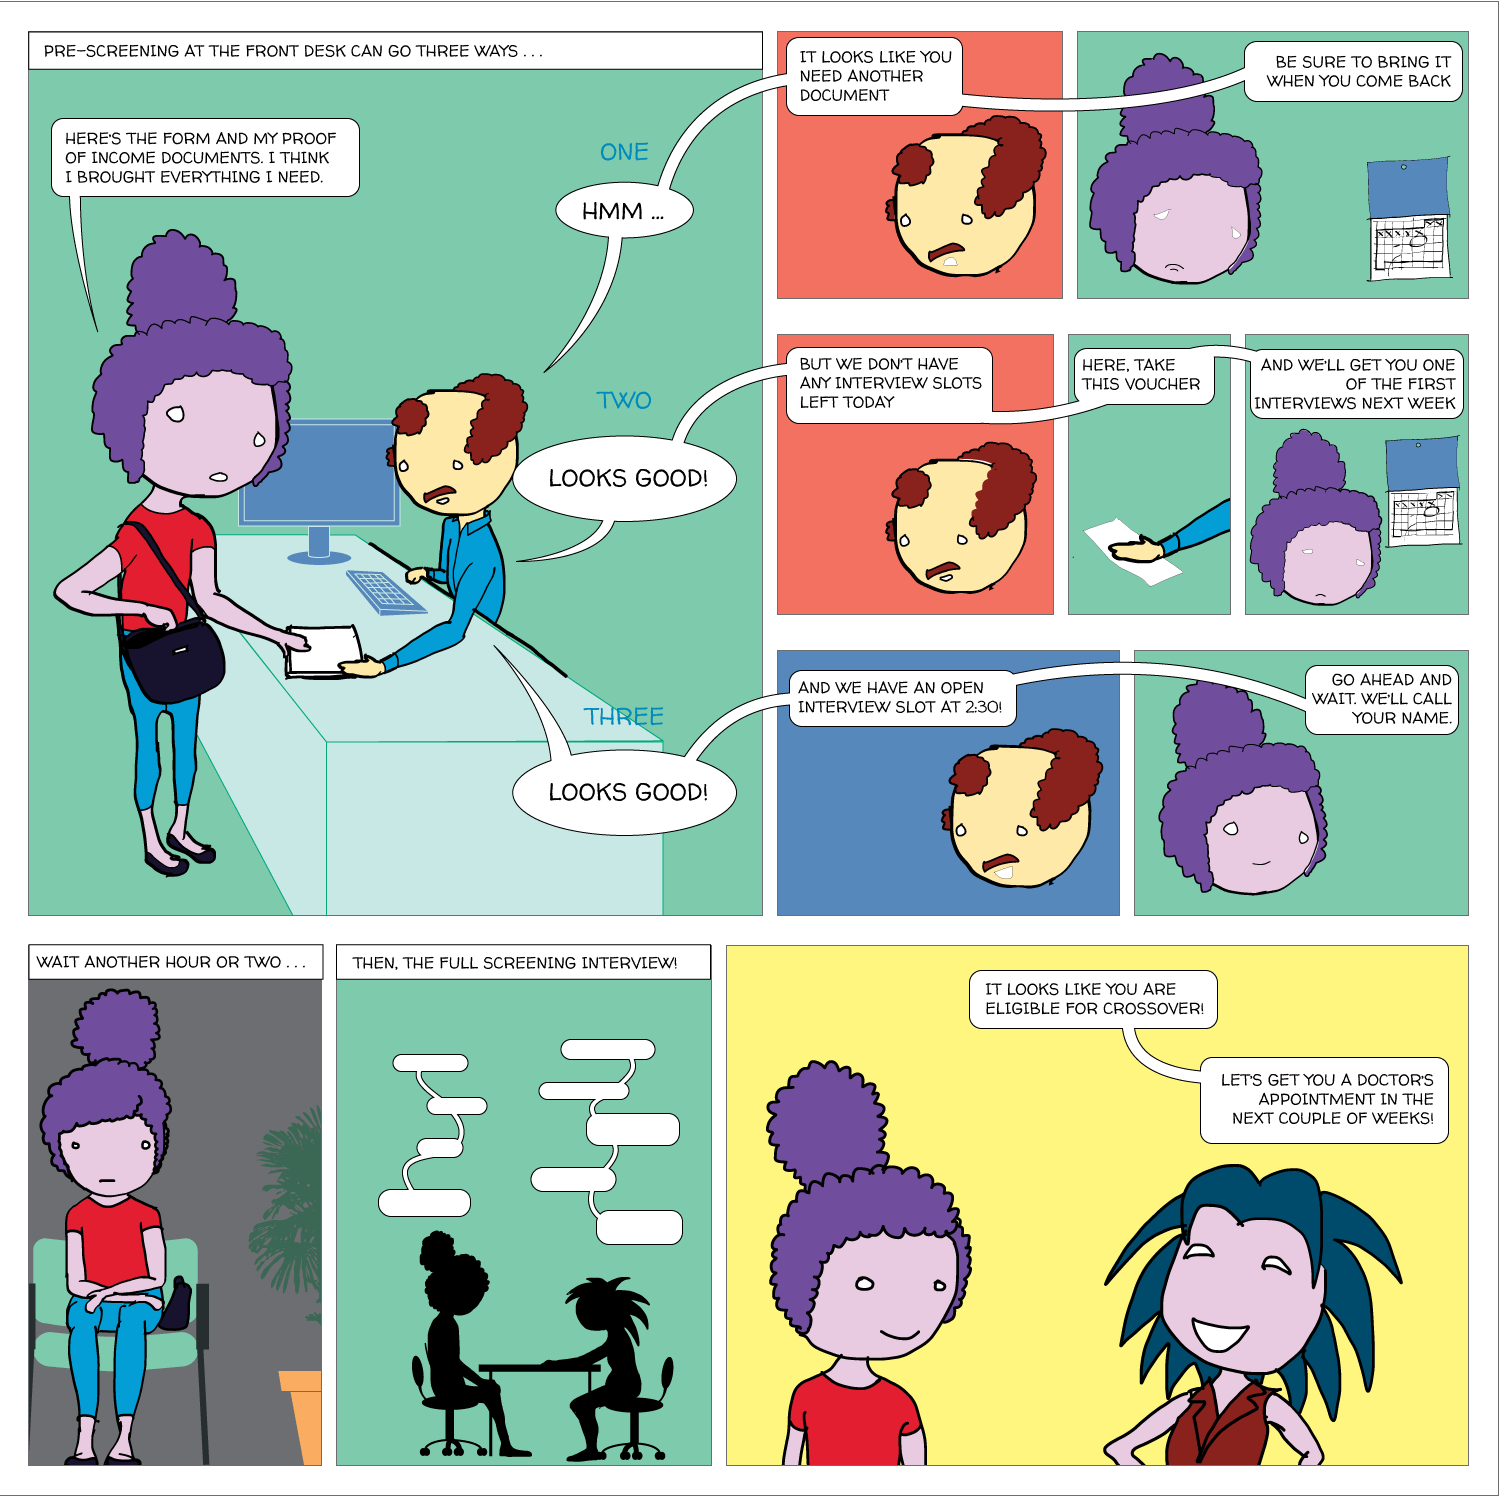 PRE-SCREENING AT THE FRONT DESK CAN GO THREE WAYS . . .
HERE'S THE FORM AND MY PROOF
OF INCOME DOCUMENTS. I THINK
I BROUGHT EVERYTHING I NEED.
ONE
HMM ...
IT LOOKS LIKE YOU
NEED ANOTHER
DOCUMENT
BE SURE TO BRING IT
WHEN YOU COME BACK
TWO
LOOKS GOOD!
BUT WE DON'T HAVE
ANY INTERVIEW SLOTS
LEFT TODAY
HERE, TAKE
THIS VOUCHER
AND WE'LL GET YOU ONE
OF THE FIRST
INTERVIEWS NEXT WEEK
THREE
LOOKS GOOD!
AND WE HAVE AN OPEN
INTERVIEW SLOT AT 2:30!
GO AHEAD AND
WAIT. WE'LL CALL
YOUR NAME.
WAIT ANOTHER HOUR OR TWO . . .
THEN, THE FULL SCREENING INTERVIEW!
IT LOOKS LIKE YOU ARE
ELIGIBLE FOR CROSSOVER!
LET'S GET YOU A DOCTOR'S
APPOINTMENT IN THE
NEXT COUPLE OF WEEKS!